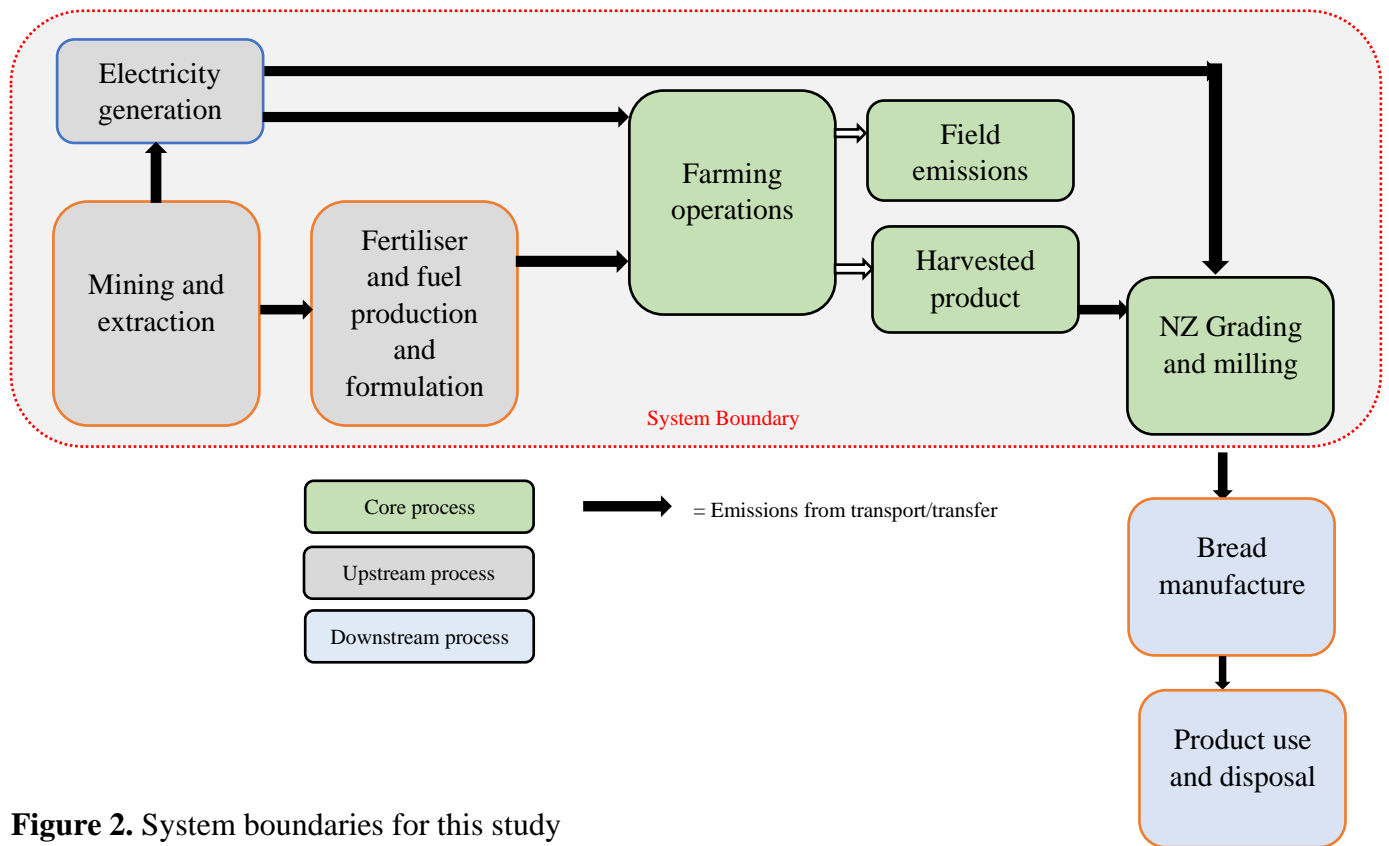 Electricity
generation
Mining and
extraction
Fertiliser
and fuel
production
and
formulation
Farming
operations
Field
emissions
Harvested
product
NZ Grading
and milling
System Boundary
Core process
= Emissions from transport/transfer
Upstream process
Downstream process
Bread
manufacture
Product use
and disposal
Figure 2. System boundaries for this study